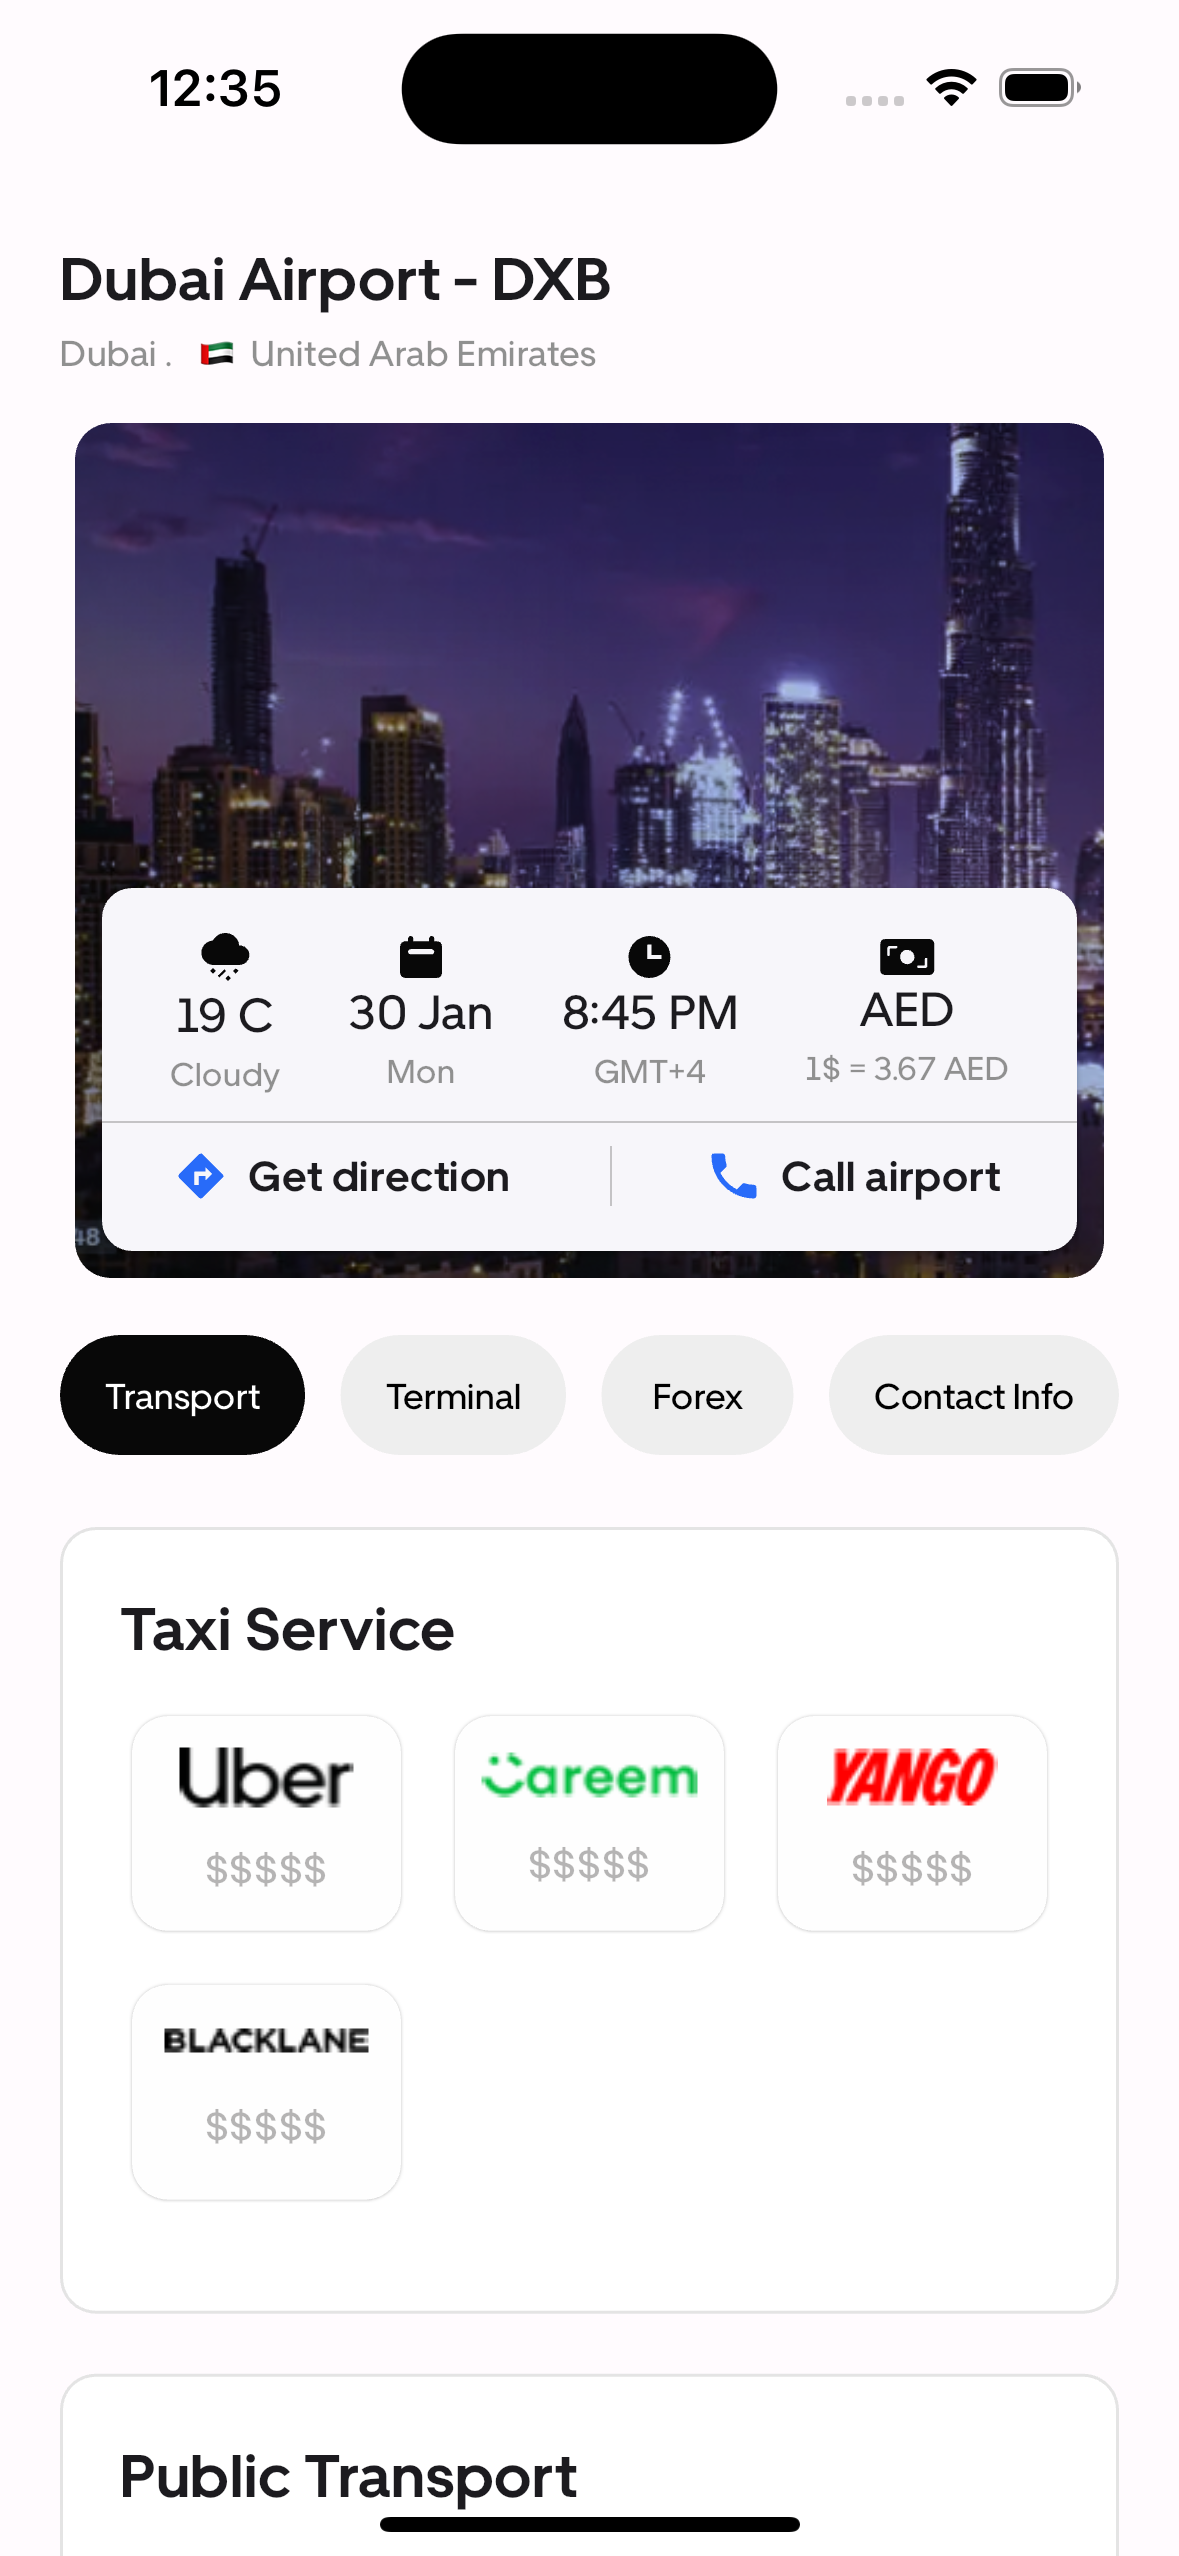 12:35
Dubai Airport - DXB
Dubai . 🇦🇪 United Arab Emirates
19 C
Cloudy
30 Jan
Mon
8:45 PM
GMT+4
AED
1$ = 3.67 AED
Get direction
Call airport
48
Transport
Terminal
Forex
Contact Info
Taxi Service
Uber
$$$$$
Careem
$$$$$
YANGO
$$$$$
BLACKLANE
$$$$$
Public Transport